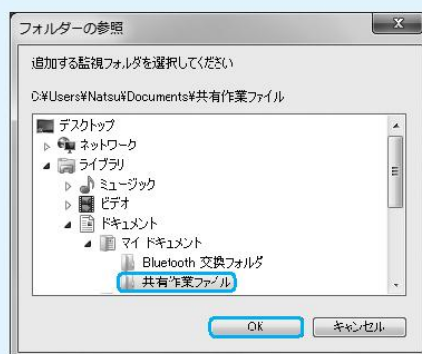 フォルダーの参照
x
追加する監視フォルダを選択してください
C:¥Users¥Natsu¥Documents¥共有作業ファイル
デスクトップ
ネットワーク
ライブラリ
ミュージック
ビデオ
ドキュメント
マイ ドキュメント
Bluetooth 交換フォルダ
共有作業ファイル
OK
キャンセル